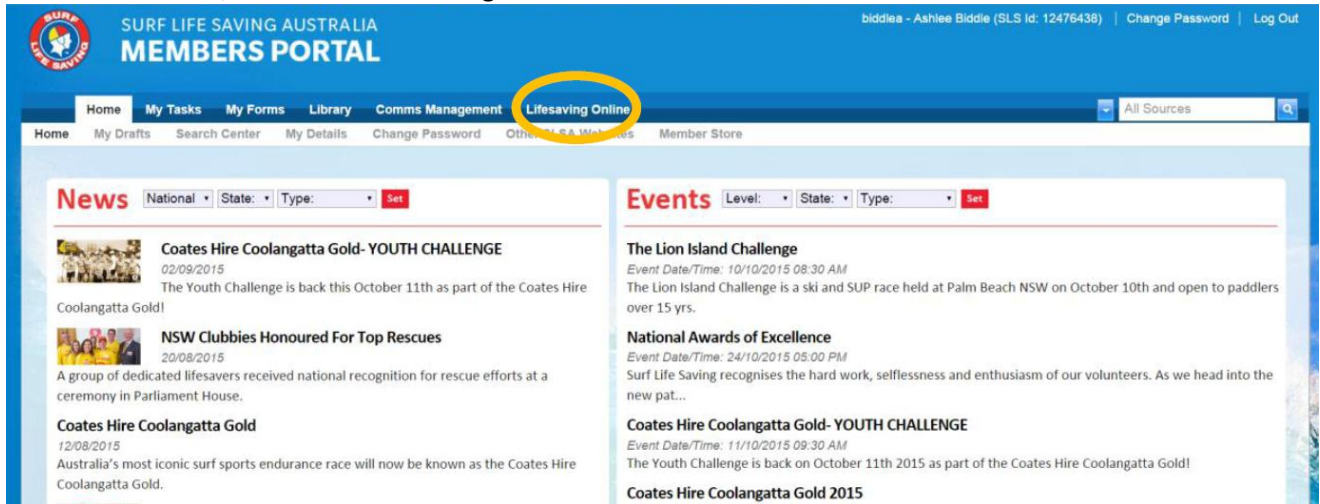 SURF LIFE SAVING
SURF LIFE SAVING AUSTRALIA
MEMBERS PORTAL
biddlea - Ashlee Biddle (SLS Id: 12476438) | Change Password | Log Out
Home My Tasks My Forms Library Comms Management Lifesaving Online
All Sources
Home My Drafts Search Center My Details Change Password Other SLSA Websites Member Store
News National State: Type: Set
Coates Hire Coolangatta Gold- YOUTH CHALLENGE
02/09/2015
The Youth Challenge is back this October 11th as part of the Coates Hire
Coolangatta Gold!
NSW Clubbies Honoured For Top Rescues
20/08/2015
A group of dedicated lifesavers received national recognition for rescue efforts at a
ceremony in Parliament House.
Coates Hire Coolangatta Gold
12/08/2015
Australia's most iconic surf sports endurance race will now be known as the Coates Hire
Coolangatta Gold.
Events Level: State: Type: Set
The Lion Island Challenge
Event Date/Time: 10/10/2015 08:30 AM
The Lion Island Challenge is a ski and SUP race held at Palm Beach NSW on October 10th and open to paddlers
over 15 yrs.
National Awards of Excellence
Event Date/Time: 24/10/2015 05:00 PM
Surf Life Saving recognises the hard work, selflessness and enthusiasm of our volunteers. As we head into the
new pat...
Coates Hire Coolangatta Gold- YOUTH CHALLENGE
Event Date/Time: 11/10/2015 09:30 AM
The Youth Challenge is back on October 11th 2015 as part of the Coates Hire Coolangatta Gold!
Coates Hire Coolangatta Gold 2015